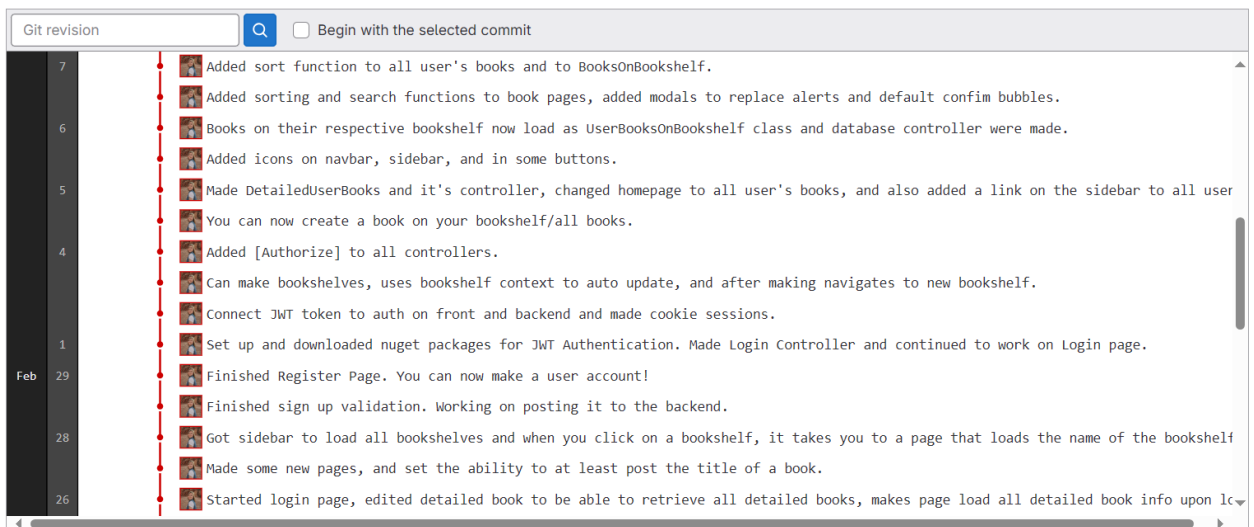 Git revision Begin with the selected commit
7 Added sort function to all user's books and to BooksOnBookshelf.
Added sorting and search functions to book pages, added modals to replace alerts and default confim bubbles.
6 Books on their respective bookshelf now load as UserBooksOnBookshelf class and database controller were made.
Added icons on navbar, sidebar, and in some buttons.
5 Made DetailedUserBooks and it's controller, changed homepage to all user's books, and also added a link on the sidebar to all user
You can now create a book on your bookshelf/all books.
4 Added [Authorize] to all controllers.
Can make bookshelves, uses bookshelf context to auto update, and after making navigates to new bookshelf.
Connect JWT token to auth on front and backend and made cookie sessions.
1 Set up and downloaded nuget packages for JWT Authentication. Made Login Controller and continued to work on Login page.
Feb 29 Finished Register Page. You can now make a user account!
Finished sign up validation. Working on posting it to the backend.
28 Got sidebar to load all bookshelves and when you click on a bookshelf, it takes you to a page that loads the name of the bookshelf
Made some new pages, and set the ability to at least post the title of a book.
26 Started login page, edited detailed book to be able to retrieve all detailed books, makes page load all detailed book info upon lo